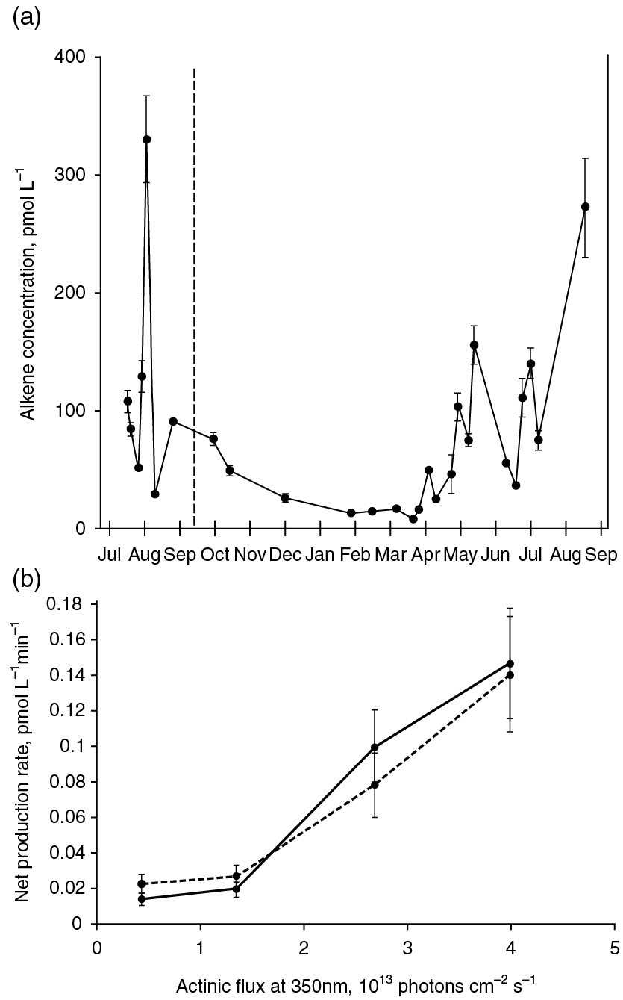 (a)
400
300
200
100
0
Alkene concentration, pmol L⁻¹
Jul Aug Sep Oct Nov Dec Jan Feb Mar Apr May Jun Jul Aug Sep
(b)
0.18
0.16
0.14
0.12
0.1
0.08
0.06
0.04
0.02
0
Net production rate, pmol L⁻¹min⁻¹
0 1 2 3 4 5
Actinic flux at 350nm, 10¹³ photons cm⁻² s⁻¹